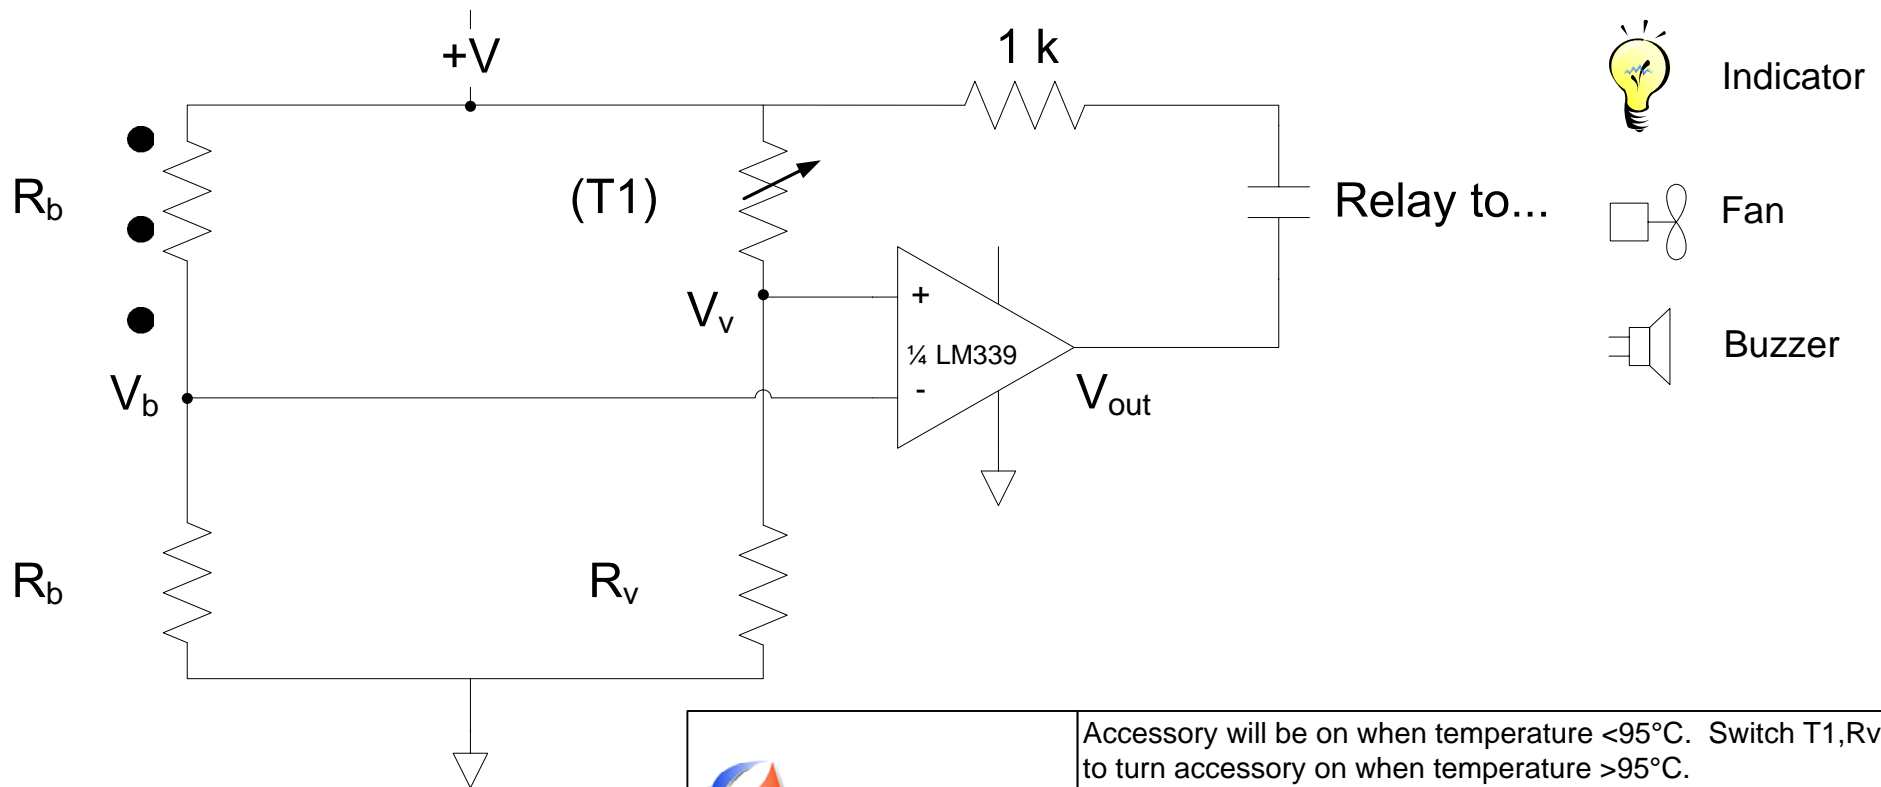 +V
1 k
Indicator
Rb
(T1)
Relay to...
Fan
Vv
+
¼ LM339
-
Buzzer
Vb
Vout
Rb
Rv
Accessory will be on when temperature <95°C. Switch T1,Rv
to turn accessory on when temperature >95°C.